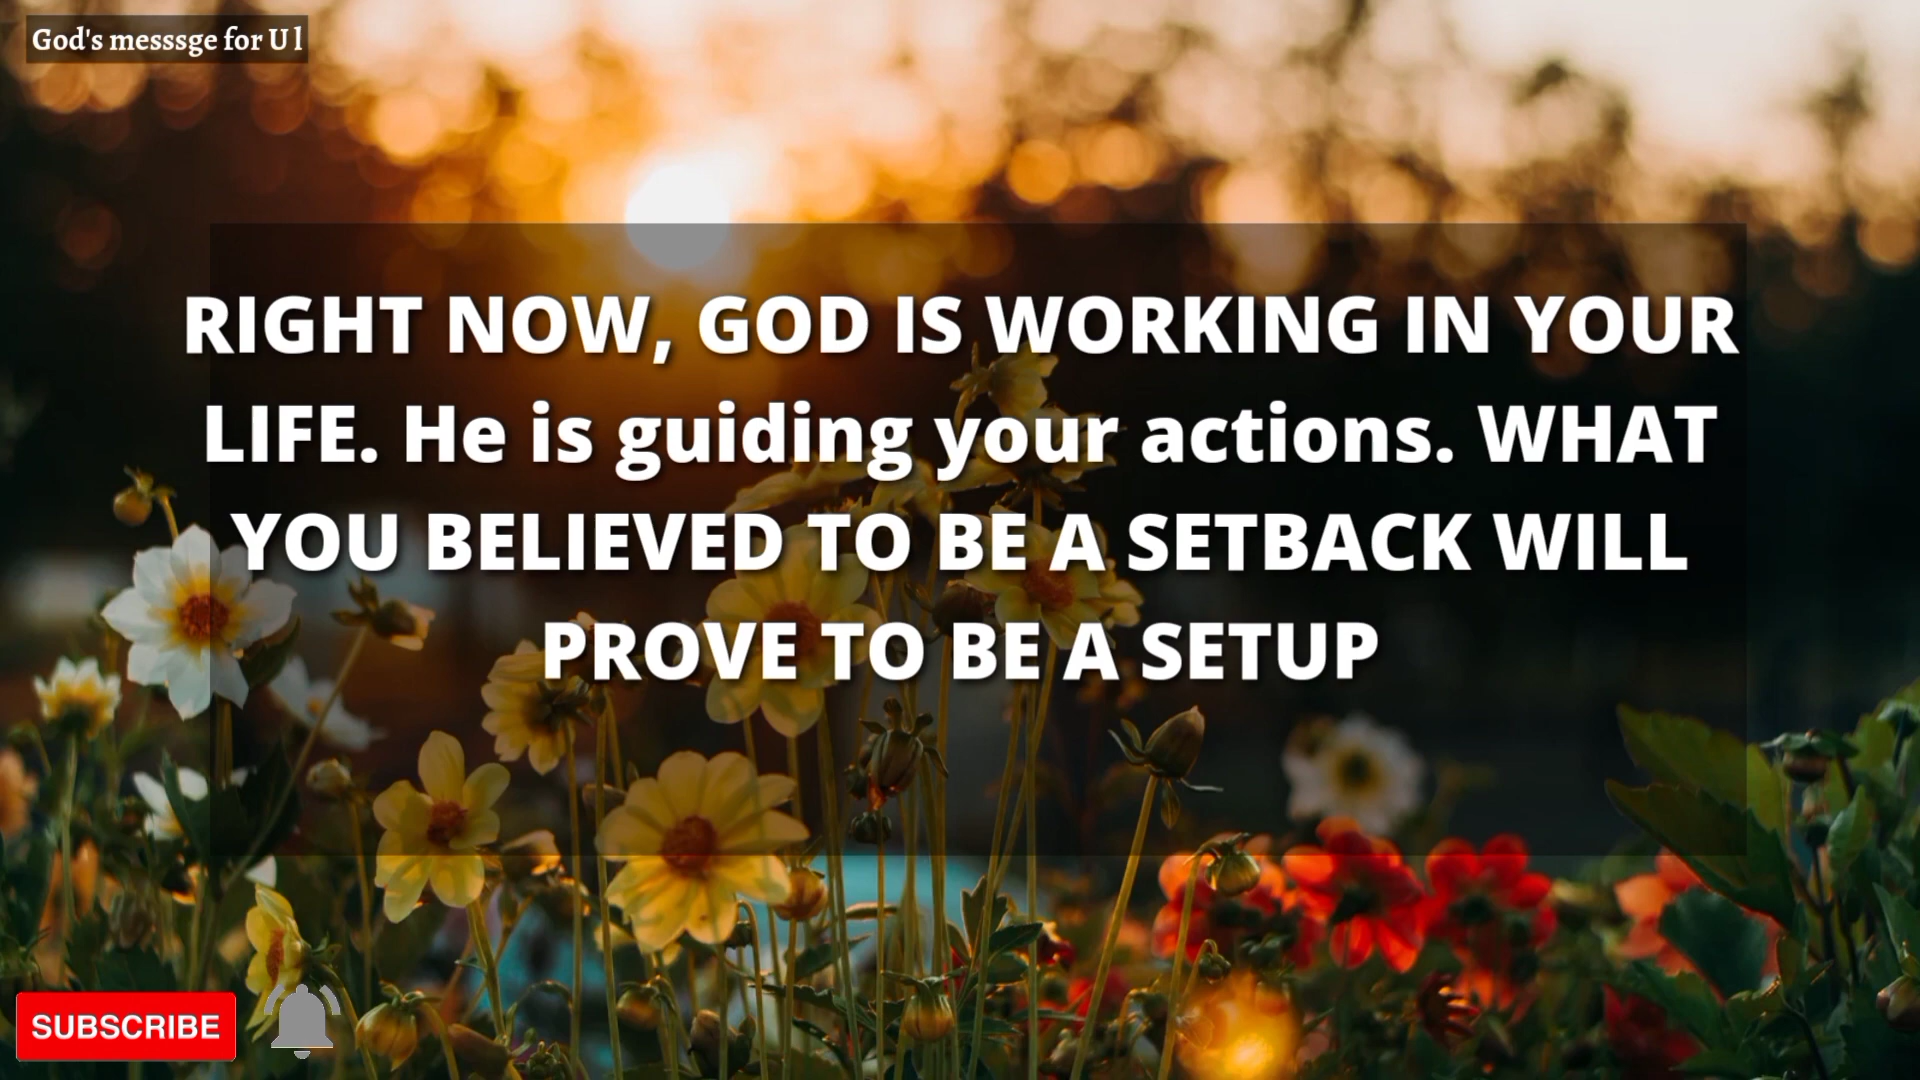 God's messsge for U l
RIGHT NOW, GOD IS WORKING IN YOUR
LIFE. He is guiding your actions. WHAT
YOU BELIEVED TO BE A SETBACK WILL
PROVE TO BE A SETUP
SUBSCRIBE